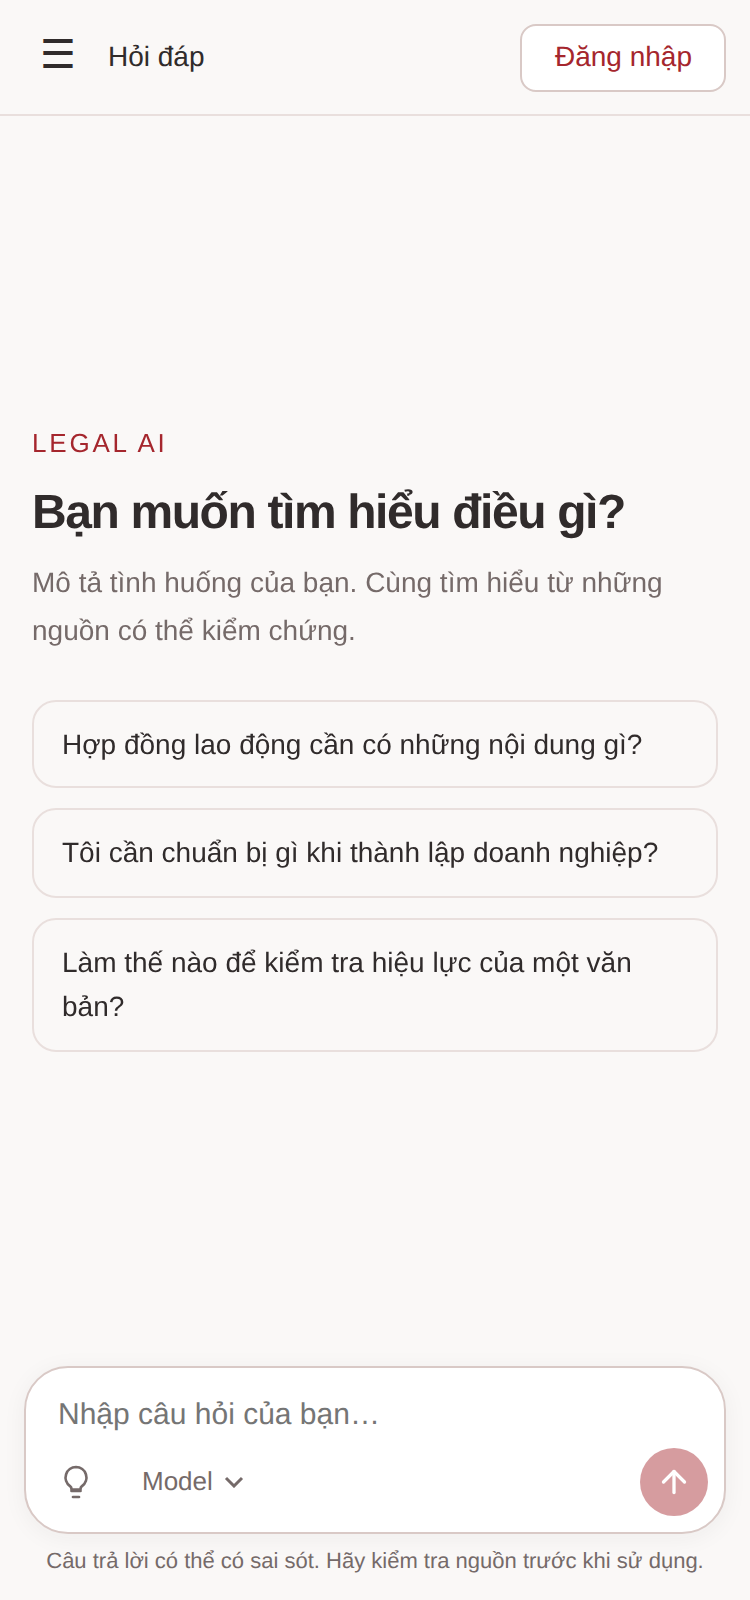 Hỏi đáp
Đăng nhập
LEGAL AI
Bạn muốn tìm hiểu điều gì?
Mô tả tình huống của bạn. Cùng tìm hiểu từ những
nguồn có thể kiểm chứng.
Hợp đồng lao động cần có những nội dung gì?
Tôi cần chuẩn bị gì khi thành lập doanh nghiệp?
Làm thế nào để kiểm tra hiệu lực của một văn
bản?
Nhập câu hỏi của bạn…
Model
Câu trả lời có thể có sai sót. Hãy kiểm tra nguồn trước khi sử dụng.